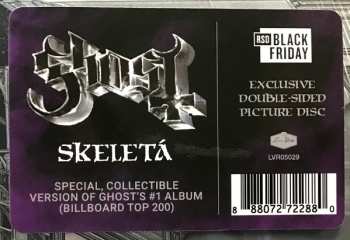 Ghost
SKELETÁ
SPECIAL, COLLECTIBLE
VERSION OF GHOST'S #1 ALBUM
(BILLBOARD TOP 200)
RSD BLACK
FRIDAY
EXCLUSIVE
DOUBLE-SIDED
PICTURE DISC
LVR05029
8 88072 72288 0